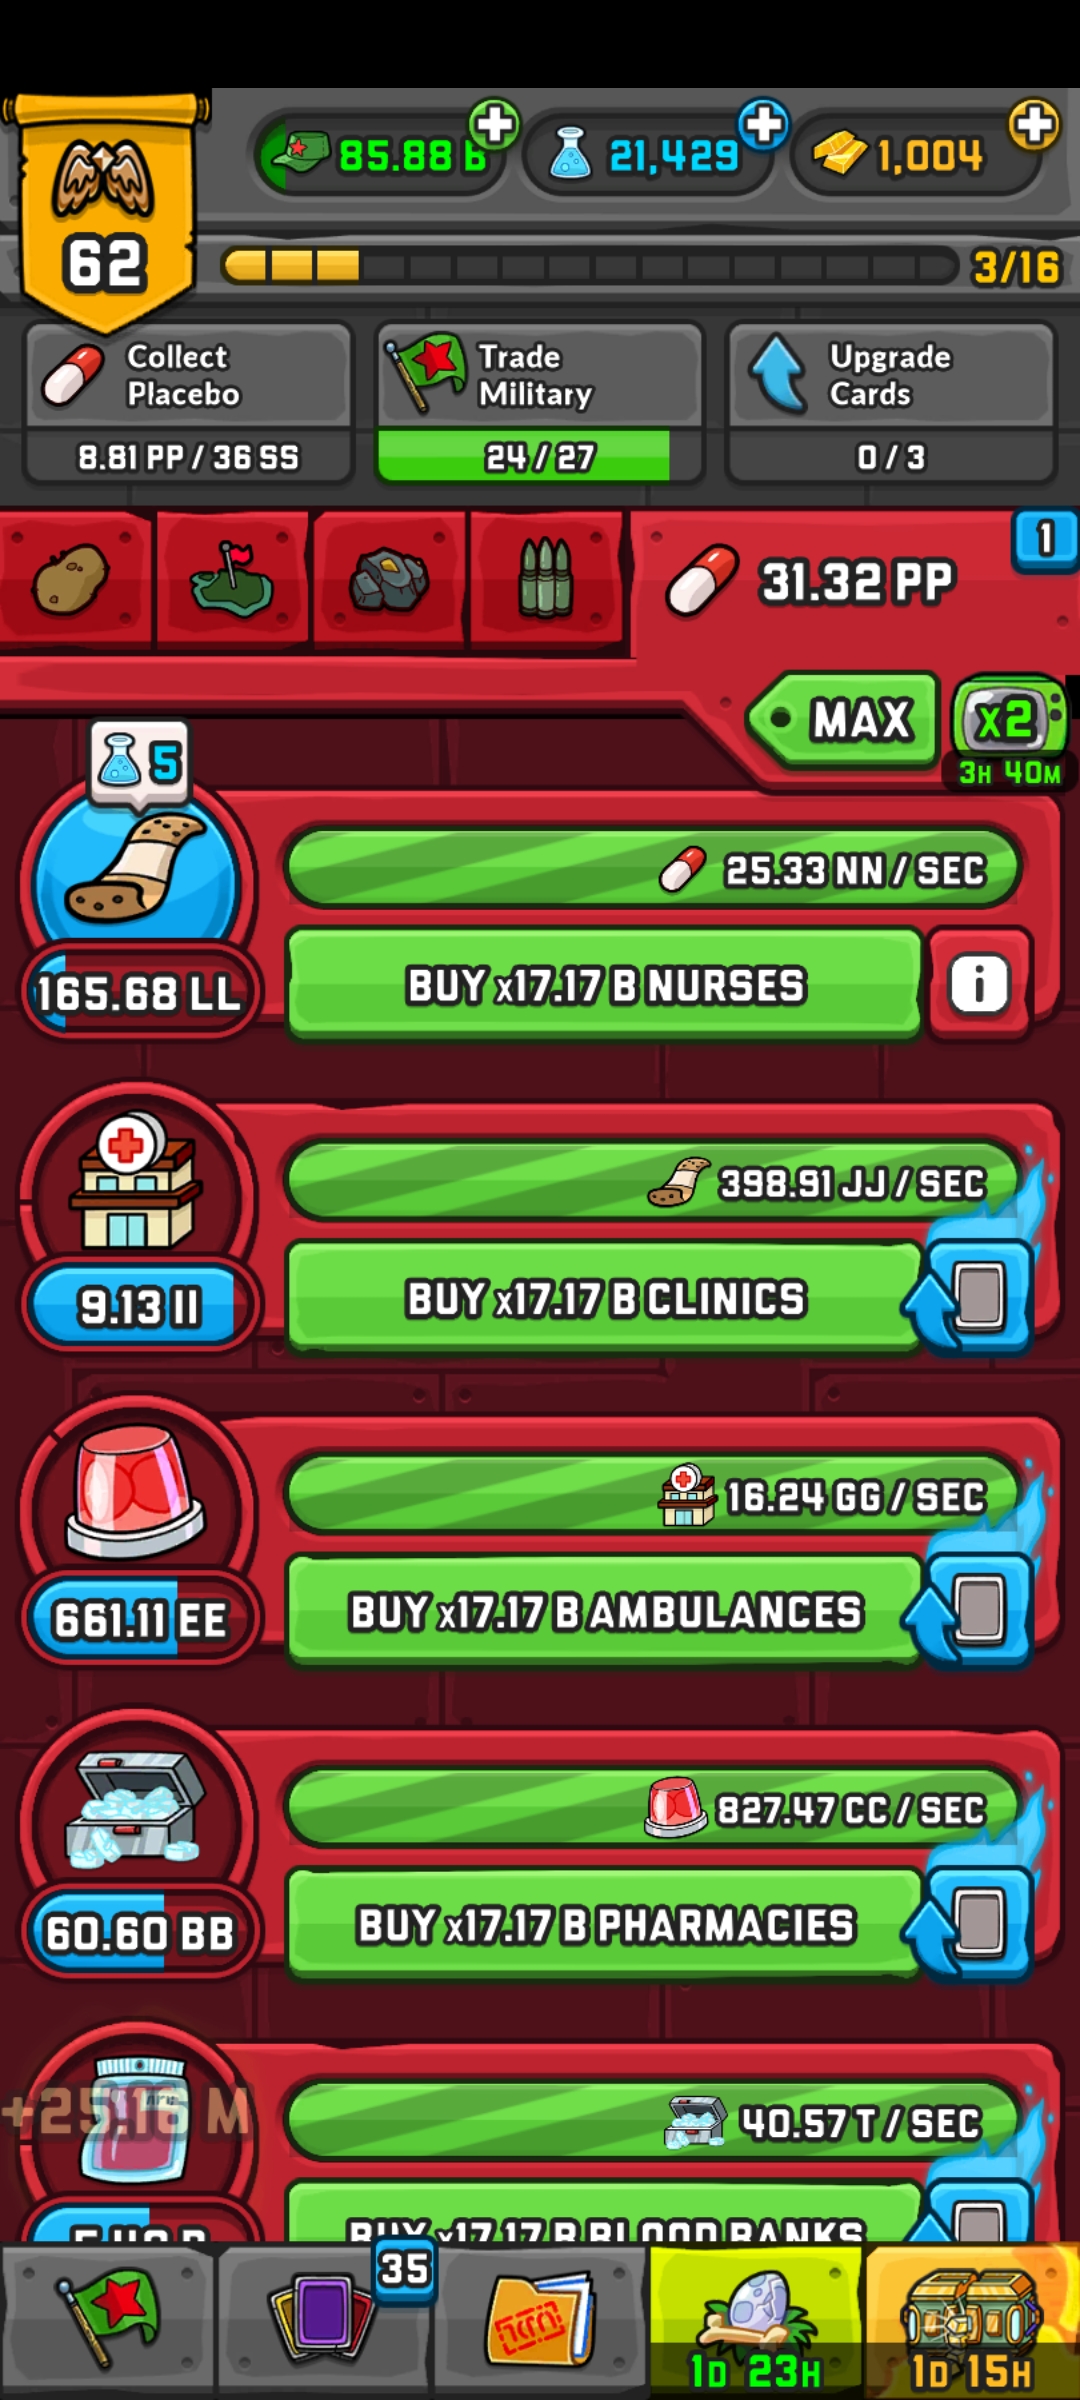 62
85.88 B
21,429
1,004
3/16
Collect
Placebo
8.81 PP / 36 SS
Trade
Military
24 / 27
Upgrade
Cards
0 / 3
31.32 PP
1
MAX
x2
3H 40M
5
25.33 NN / SEC
165.68 LL
BUY x17.17 B NURSES
i
398.91 JJ / SEC
9.13 II
BUY x17.17 B CLINICS
16.24 GG / SEC
661.11 EE
BUY x17.17 B AMBULANCES
827.47 CC / SEC
60.60 BB
BUY x17.17 B PHARMACIES
+25.16 M
40.57 T / SEC
BUY x17.17 B BLOOD BANKS
35
1D 23H
1D 15H